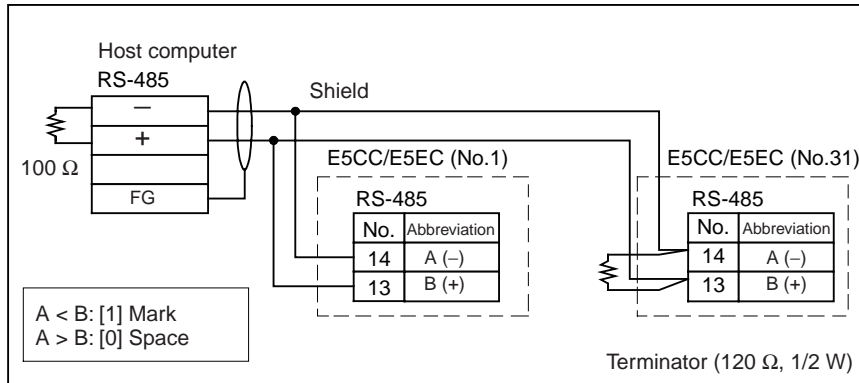 Host computer
RS-485
−
+
FG
100 Ω
Shield
E5CC/E5EC (No.1)
RS-485
No. Abbreviation
14 A (−)
13 B (+)
E5CC/E5EC (No.31)
RS-485
No. Abbreviation
14 A (−)
13 B (+)
A < B: [1] Mark
A > B: [0] Space
Terminator (120 Ω, 1/2 W)